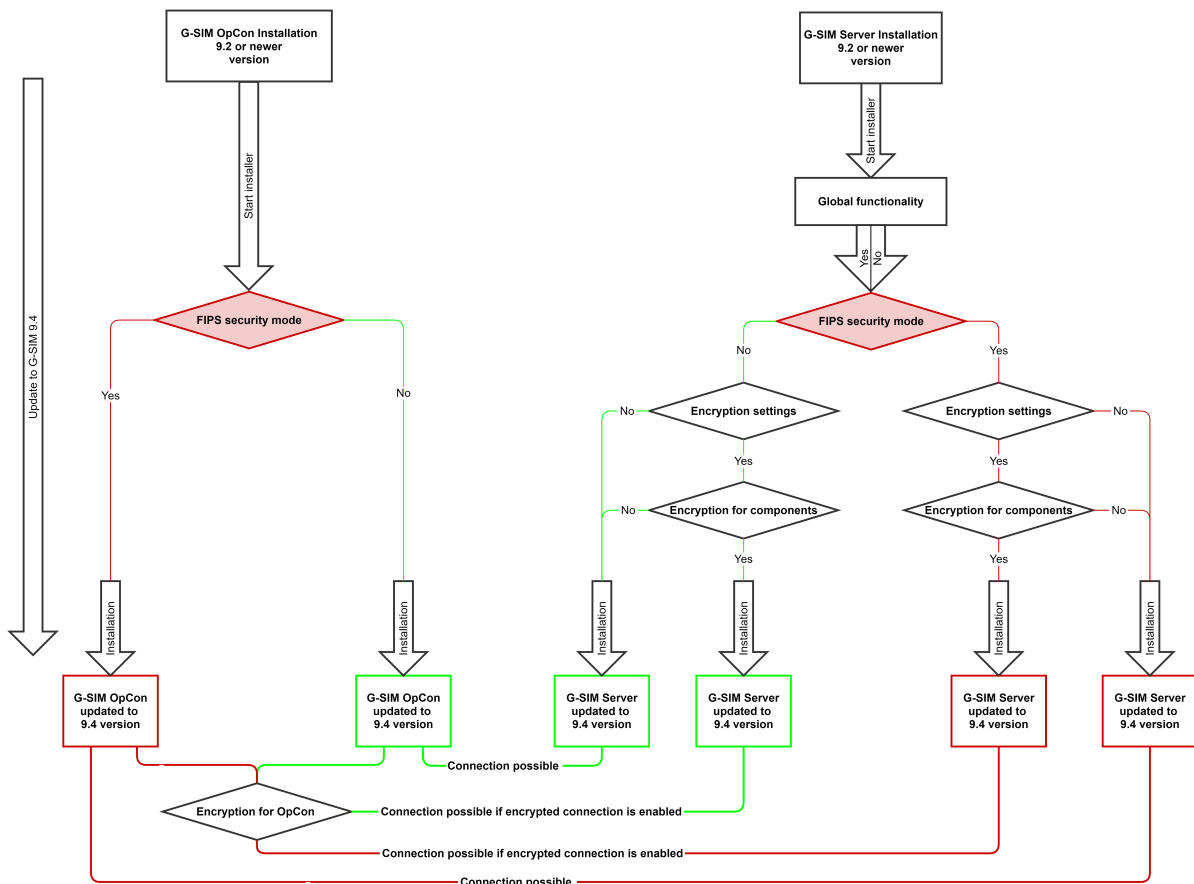 G-SIM OpCon Installation
9.2 or newer
version
G-SIM Server Installation
9.2 or newer
version
Start installer
Start installer
Global functionality
Yes
No
Update to G-SIM 9.4
FIPS security mode
FIPS security mode
No
Yes
Yes
No
No
Encryption settings
Encryption settings
No
Yes
Yes
No
Encryption for components
Encryption for components
No
Yes
Yes
Installation
Installation
Installation
Installation
Installation
Installation
G-SIM OpCon
updated to
9.4 version
G-SIM OpCon
updated to
9.4 version
G-SIM Server
updated to
9.4 version
G-SIM Server
updated to
9.4 version
G-SIM Server
updated to
9.4 version
G-SIM Server
updated to
9.4 version
Connection possible
Encryption for OpCon
Connection possible if encrypted connection is enabled
Connection possible if encrypted connection is enabled
Connection possible